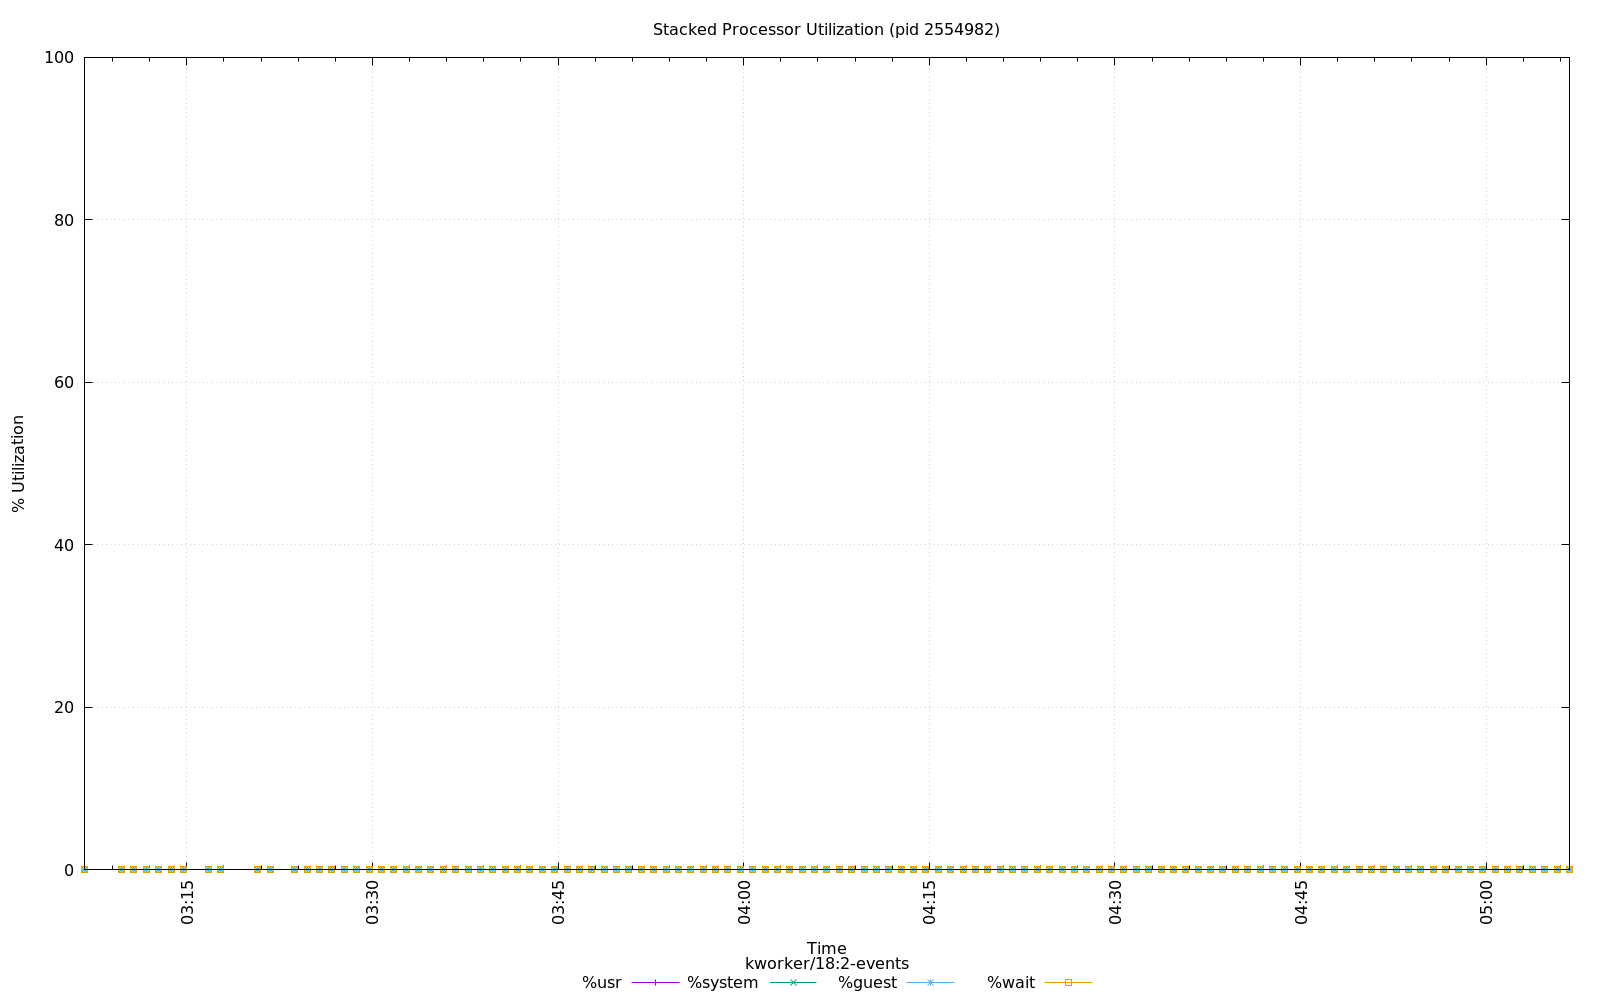 Stacked Processor Utilization (pid 2554982)
100
80
60
40
20
0
% Utilization
03:15
03:30
03:45
04:00
04:15
04:30
04:45
05:00
Time
kworker/18:2-events
%usr %system %guest %wait